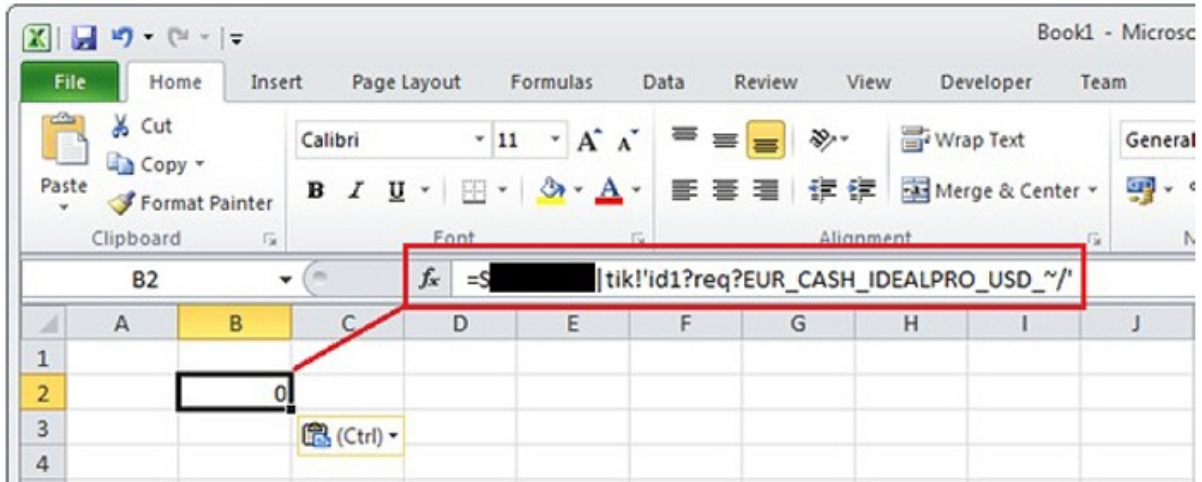 Book1 - Microsc
File Home Insert Page Layout Formulas Data Review View Developer Team
Cut
Copy
Format Painter
Paste
Calibri 11 A A
B I U A
Wrap Text
Merge & Center
General
Clipboard Font Alignment N
B2 fx =S |tik!'id1?req?EUR_CASH_IDEALPRO_USD_~/'
A B C D E F G H I J
1
2 0
3 (Ctrl)
4